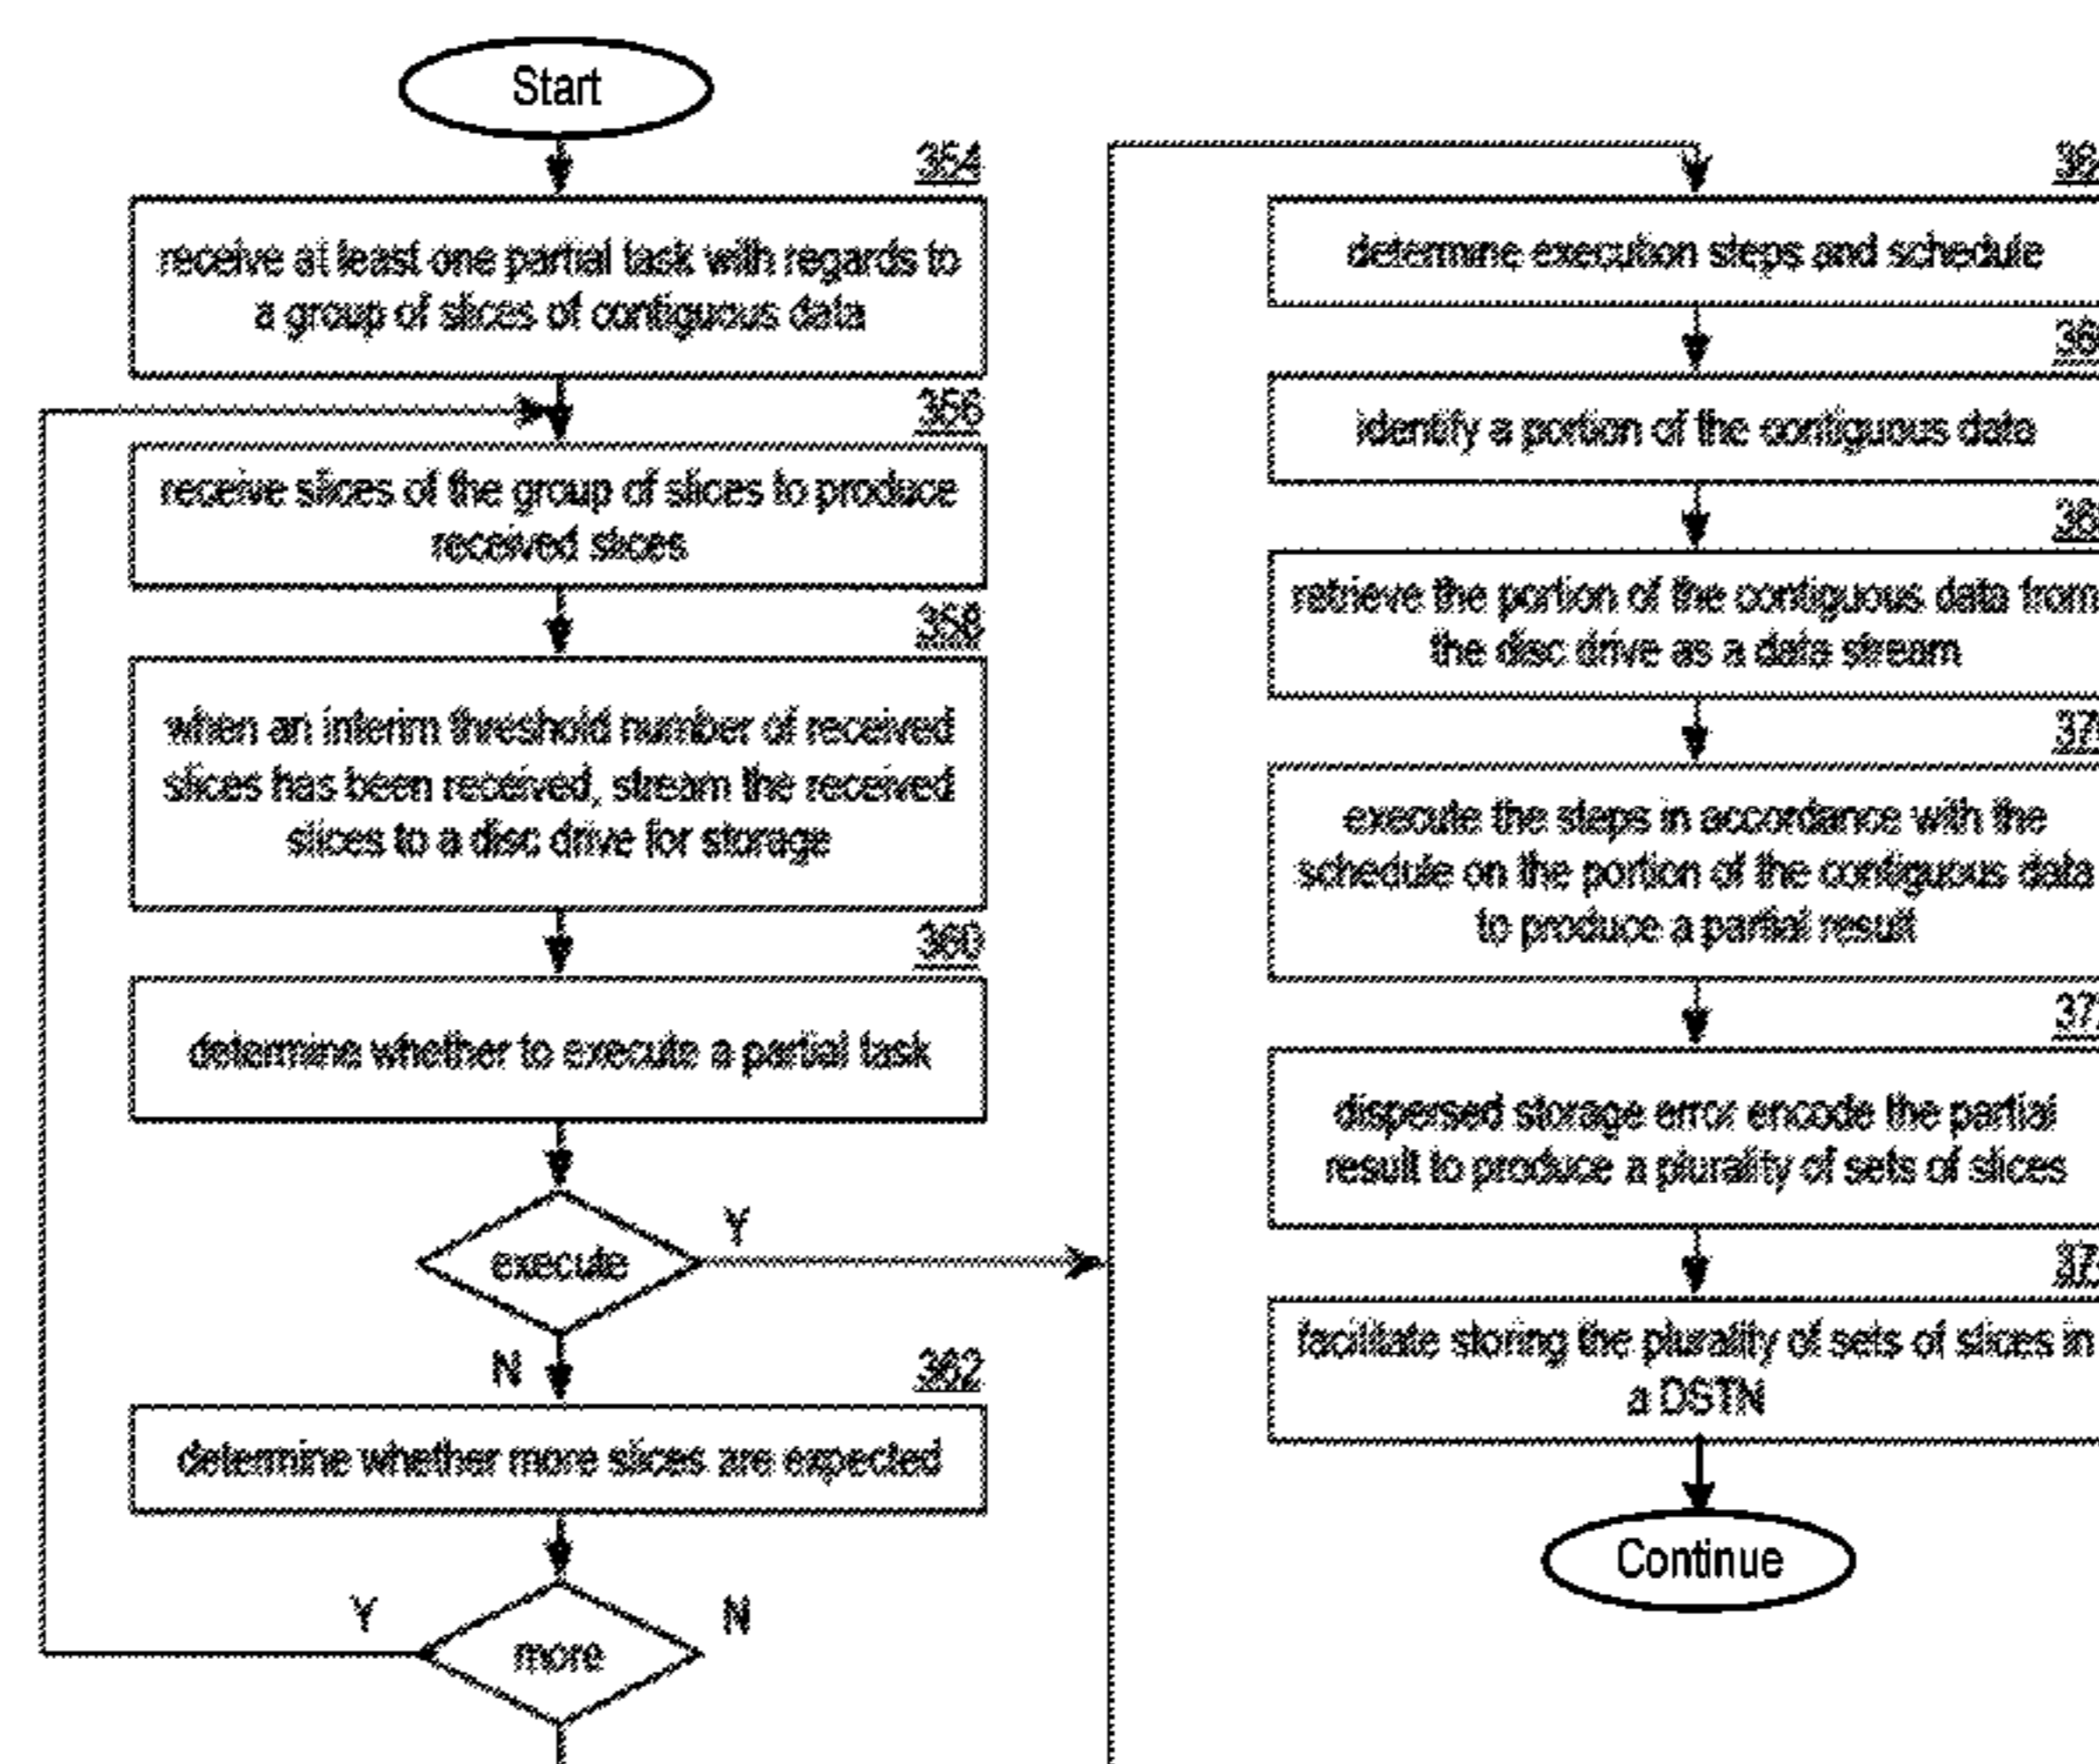 Start
354
receive at least one partial task with regards to
a group of slices of contiguous data
356
receive slices of the group of slices to produce
received slices
358
when an interim threshold number of received
slices has been received, stream the received
slices to a disc drive for storage
360
determine whether to execute a partial task
execute
Y
N
362
determine whether more slices are expected
Y
more
N
determine execution steps and schedule
identify a portion of the contiguous data
retrieve the portion of the contiguous data from
the disc drive as a data stream
execute the steps in accordance with the
schedule on the portion of the contiguous data
to produce a partial result
dispersed storage error encode the partial
result to produce a plurality of sets of slices
facilitate storing the plurality of sets of slices in
a DSTN
Continue